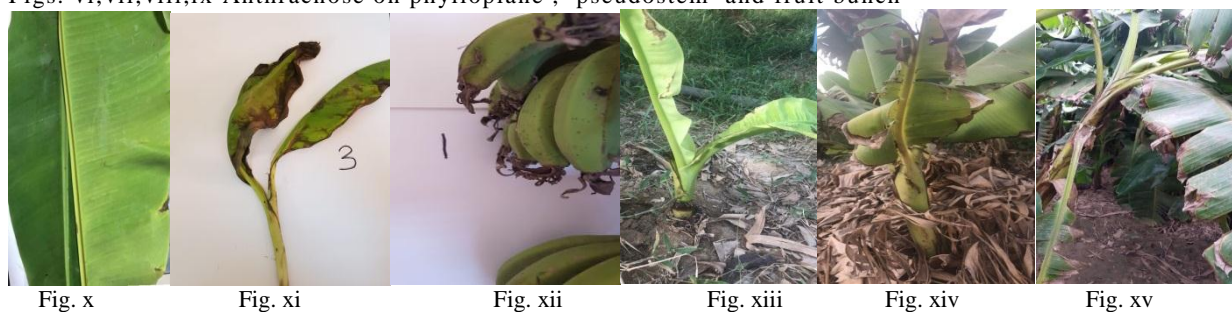 Figs. vi,vii,viii,ix Anthracnose on phylloplane , pseudostem and fruit bunch
3
1
Fig. x Fig. xi Fig. xii Fig. xiii Fig. xiv Fig. xv